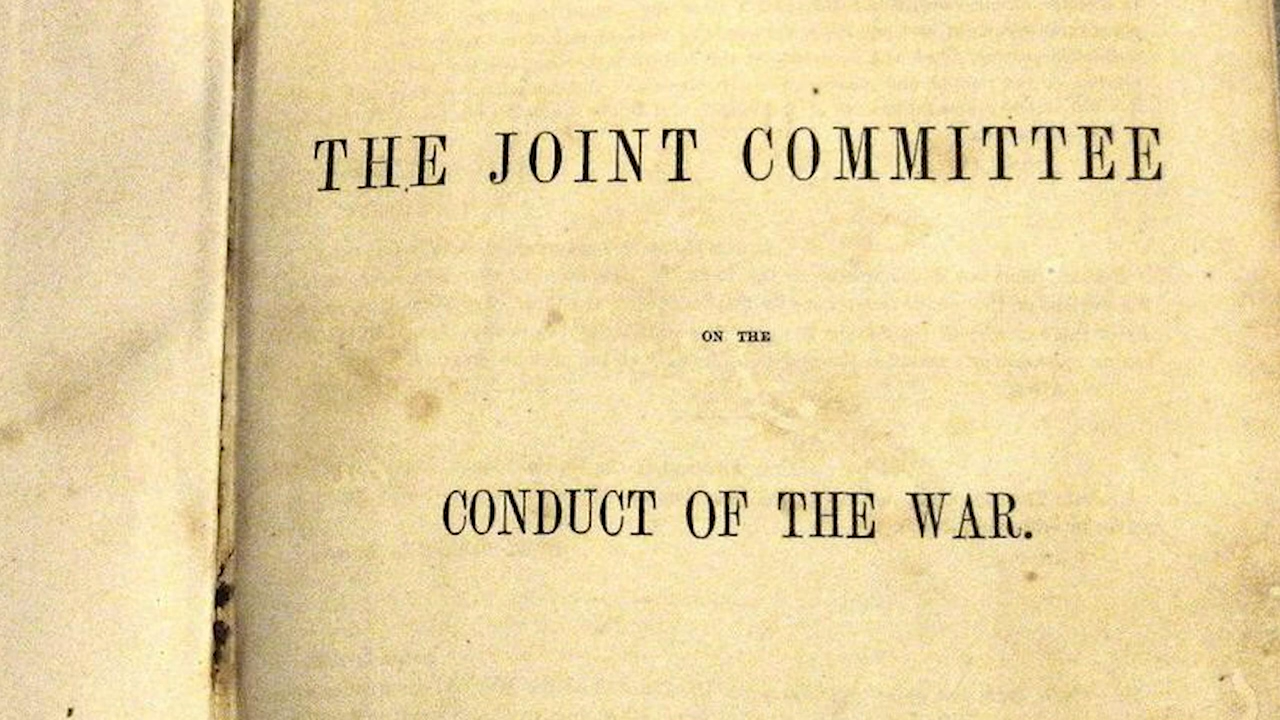 THE JOINT COMMITTEE
ON THE
CONDUCT OF THE WAR.